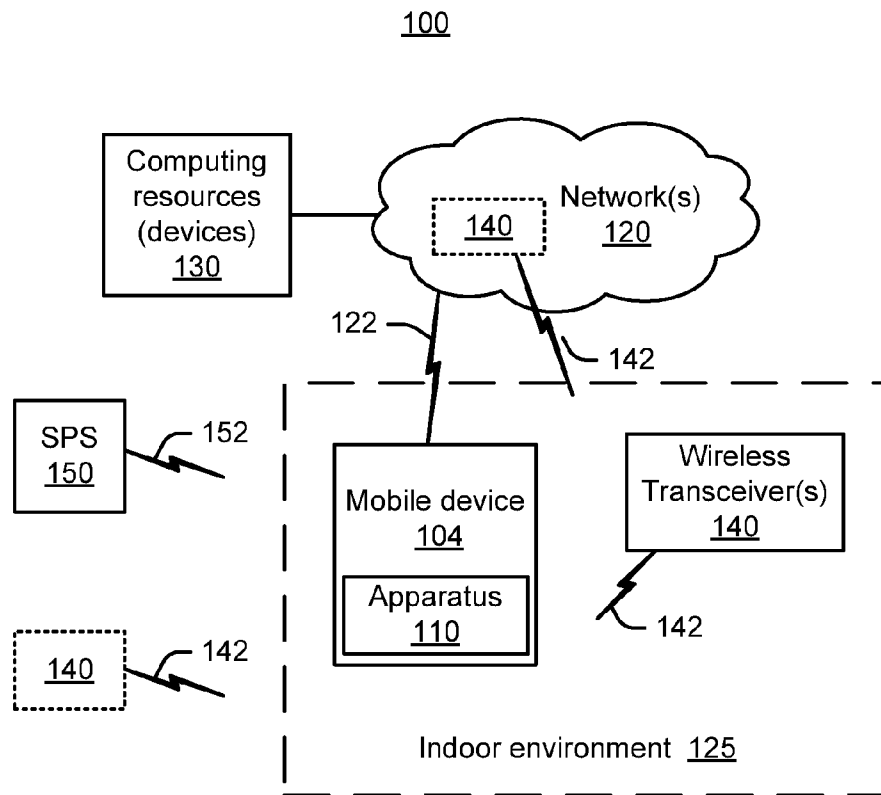 100
Computing
resources
(devices)
130
Network(s)
120
140
122
142
SPS
150
152
Mobile device
104
Apparatus
110
Wireless
Transceiver(s)
140
142
140
142
Indoor environment 125